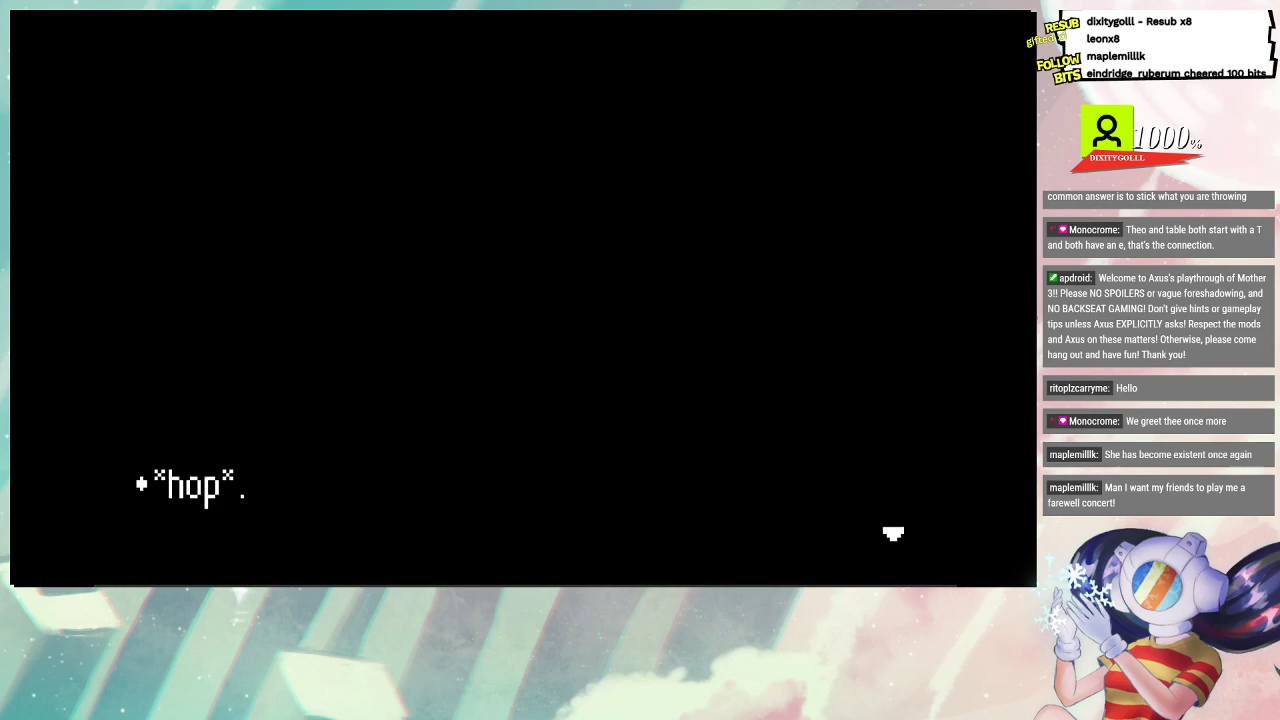 *hop*.
RESUB
gifted
FOLLOW
BITS
dixitygolll - Resub x8
leonx8
maplemilllk
eindridge_ruberum cheered 100 bits
1000%
DIXITYGOLLL
common answer is to stick what you are throwing
Monocrome: Theo and table both start with a T
and both have an e, that's the connection.
apdroid: Welcome to Axus's playthrough of Mother
3!! Please NO SPOILERS or vague foreshadowing, and
NO BACKSEAT GAMING! Don't give hints or gameplay
tips unless Axus EXPLICITLY asks! Respect the mods
and Axus on these matters! Otherwise, please come
hang out and have fun! Thank you!
ritoplzcarryme: Hello
Monocrome: We greet thee once more
maplemilllk: She has become existent once again
maplemilllk: Man I want my friends to play me a
farewell concert!